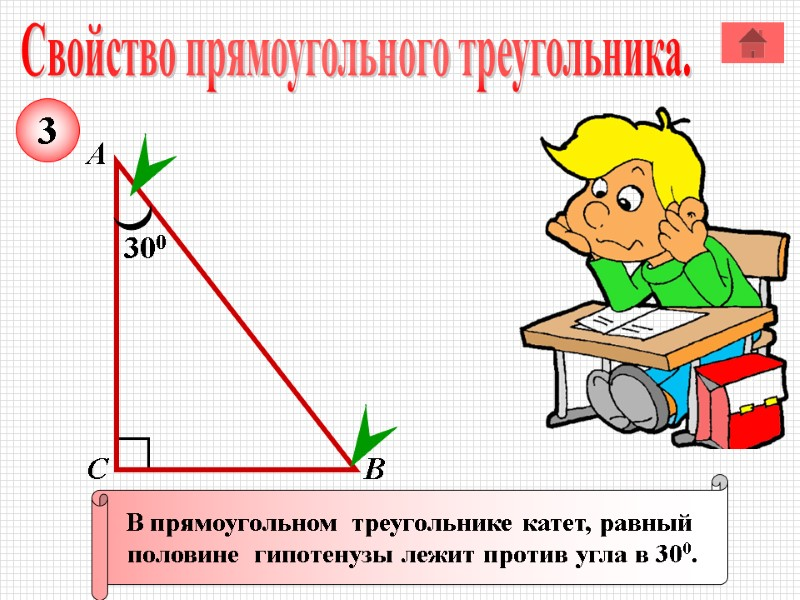 Свойство прямоугольного треугольника.
3
A
30⁰
C
B
В прямоугольном треугольнике катет, равный
половине гипотенузы лежит против угла в 30⁰.